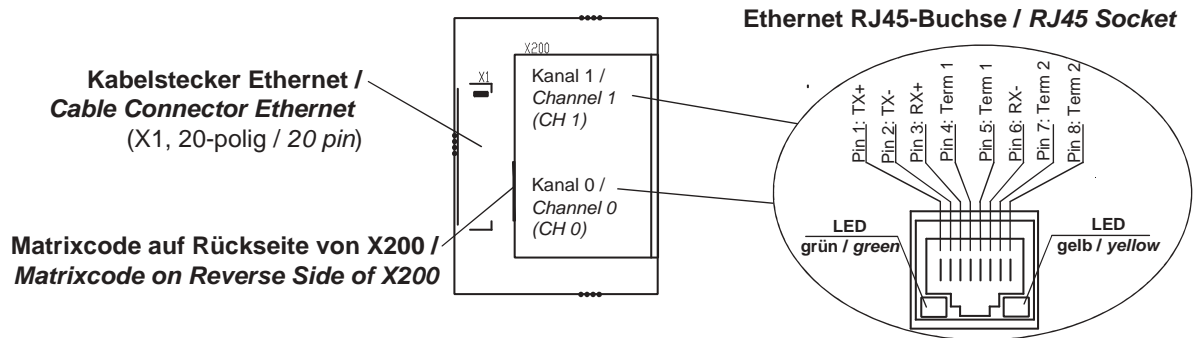 Ethernet RJ45-Buchse / RJ45 Socket
X200
X1
Kabelstecker Ethernet /
Cable Connector Ethernet
(X1, 20-polig / 20 pin)
Kanal 1 /
Channel 1
(CH 1)
Kanal 0 /
Channel 0
(CH 0)
Matrixcode auf Rückseite von X200 /
Matrixcode on Reverse Side of X200
Pin 1: TX+
Pin 2: TX-
Pin 3: RX+
Pin 4: Term 1
Pin 5: Term 1
Pin 6: RX-
Pin 7: Term 2
Pin 8: Term 2
LED
grün / green
LED
gelb / yellow